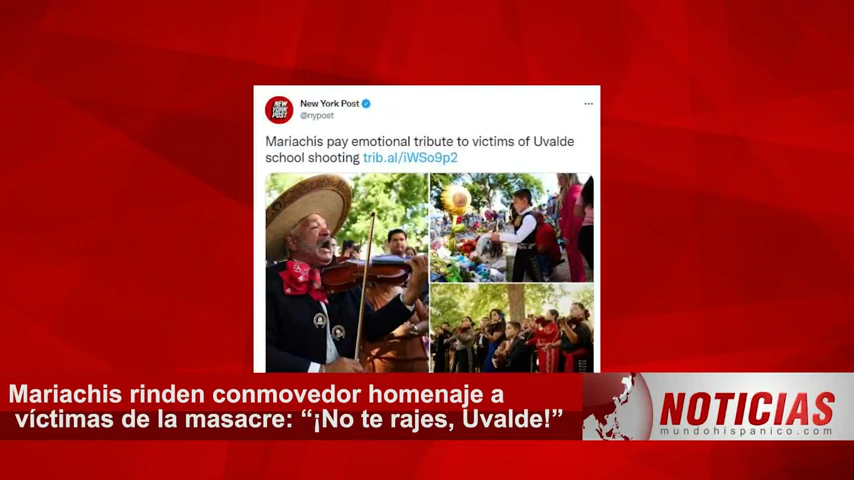 New York Post
@nypost
Mariachis pay emotional tribute to victims of Uvalde
school shooting trib.al/iWSo9p2
Mariachis rinden conmovedor homenaje a
víctimas de la masacre: “¡No te rajes, Uvalde!”
NOTICIAS
mundohispanico.com
NEW
YORK
POST